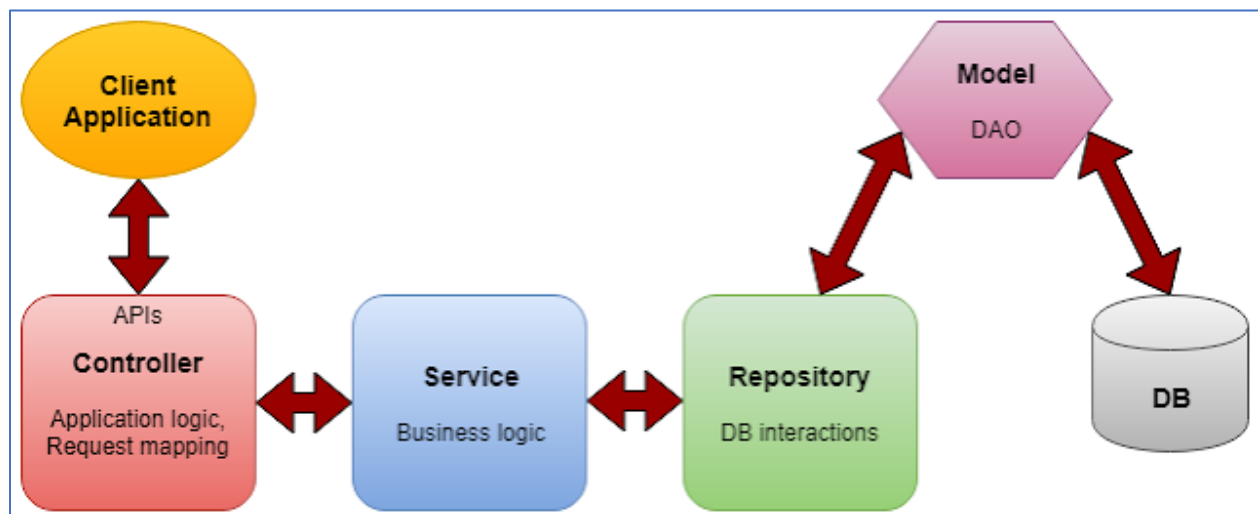 Client
Application
Model
DAO
APIs
Controller
Application logic,
Request mapping
Service
Business logic
Repository
DB interactions
DB